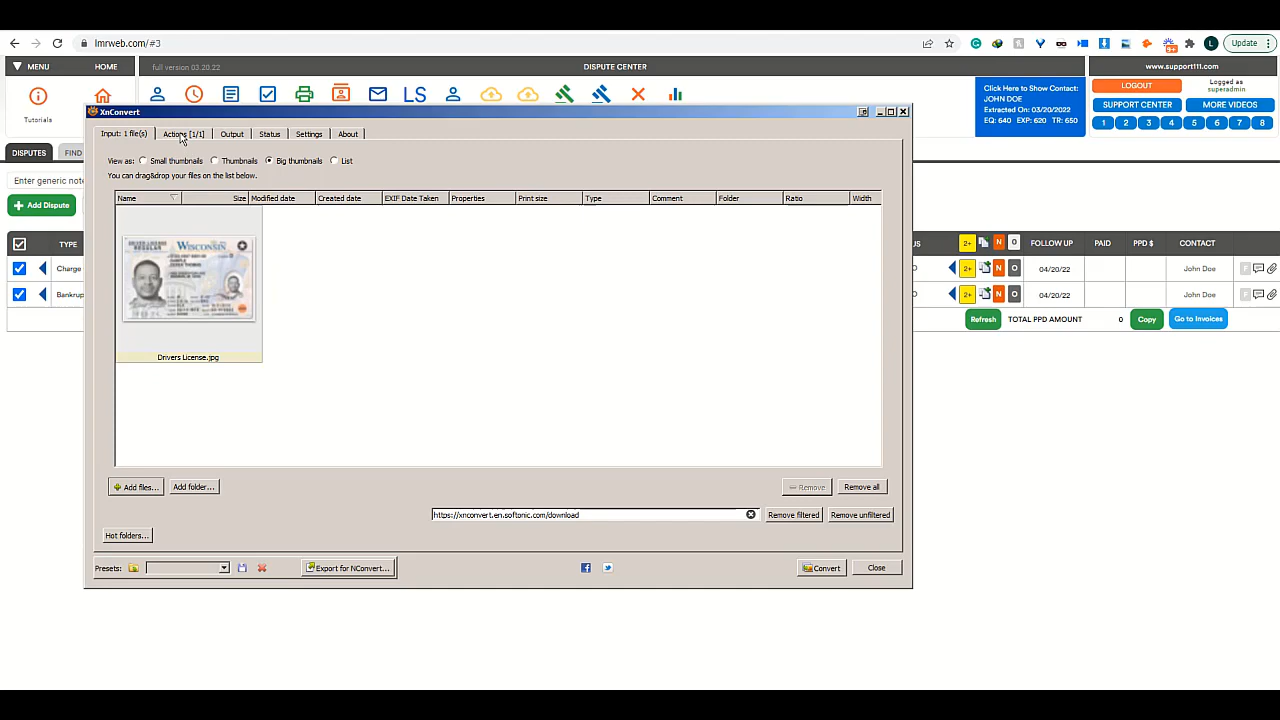 lmrweb.com/#3
Update
MENU
HOME
full version 03.20.22
DISPUTE CENTER
www.support111.com
Tutorials
LS
Click Here to Show Contact:
JOHN DOE
Extracted On: 03/20/2022
EQ: 640 EXP: 620 TR: 650
LOGOUT
Logged as
superadmin
SUPPORT CENTER
MORE VIDEOS
1 2 3 4 5 6 7 8
XnConvert
Input: 1 file(s)
Actions [1/1]
Output
Status
Settings
About
DISPUTES
FIND
View as:
Small thumbnails
Thumbnails
Big thumbnails
List
You can drag&drop your files on the list below.
Enter generic note
Add Dispute
Name
Size
Modified date
Created date
EXIF Date Taken
Properties
Print size
Type
Comment
Folder
Ratio
Width
WISCONSIN
Drivers License.jpg
TYPE
US
2+
N
O
FOLLOW UP
PAID
PPD $
CONTACT
Charge
O
2+
N
O
04/20/22
John Doe
F
Bankrup
O
2+
N
O
04/20/22
John Doe
F
Refresh
TOTAL PPD AMOUNT
0
Copy
Go to Invoices
Add files...
Add folder...
Remove
Remove all
https://xnconvert.en.softonic.com/download
Remove filtered
Remove unfiltered
Hot folders...
Presets:
Export for NConvert...
Convert
Close